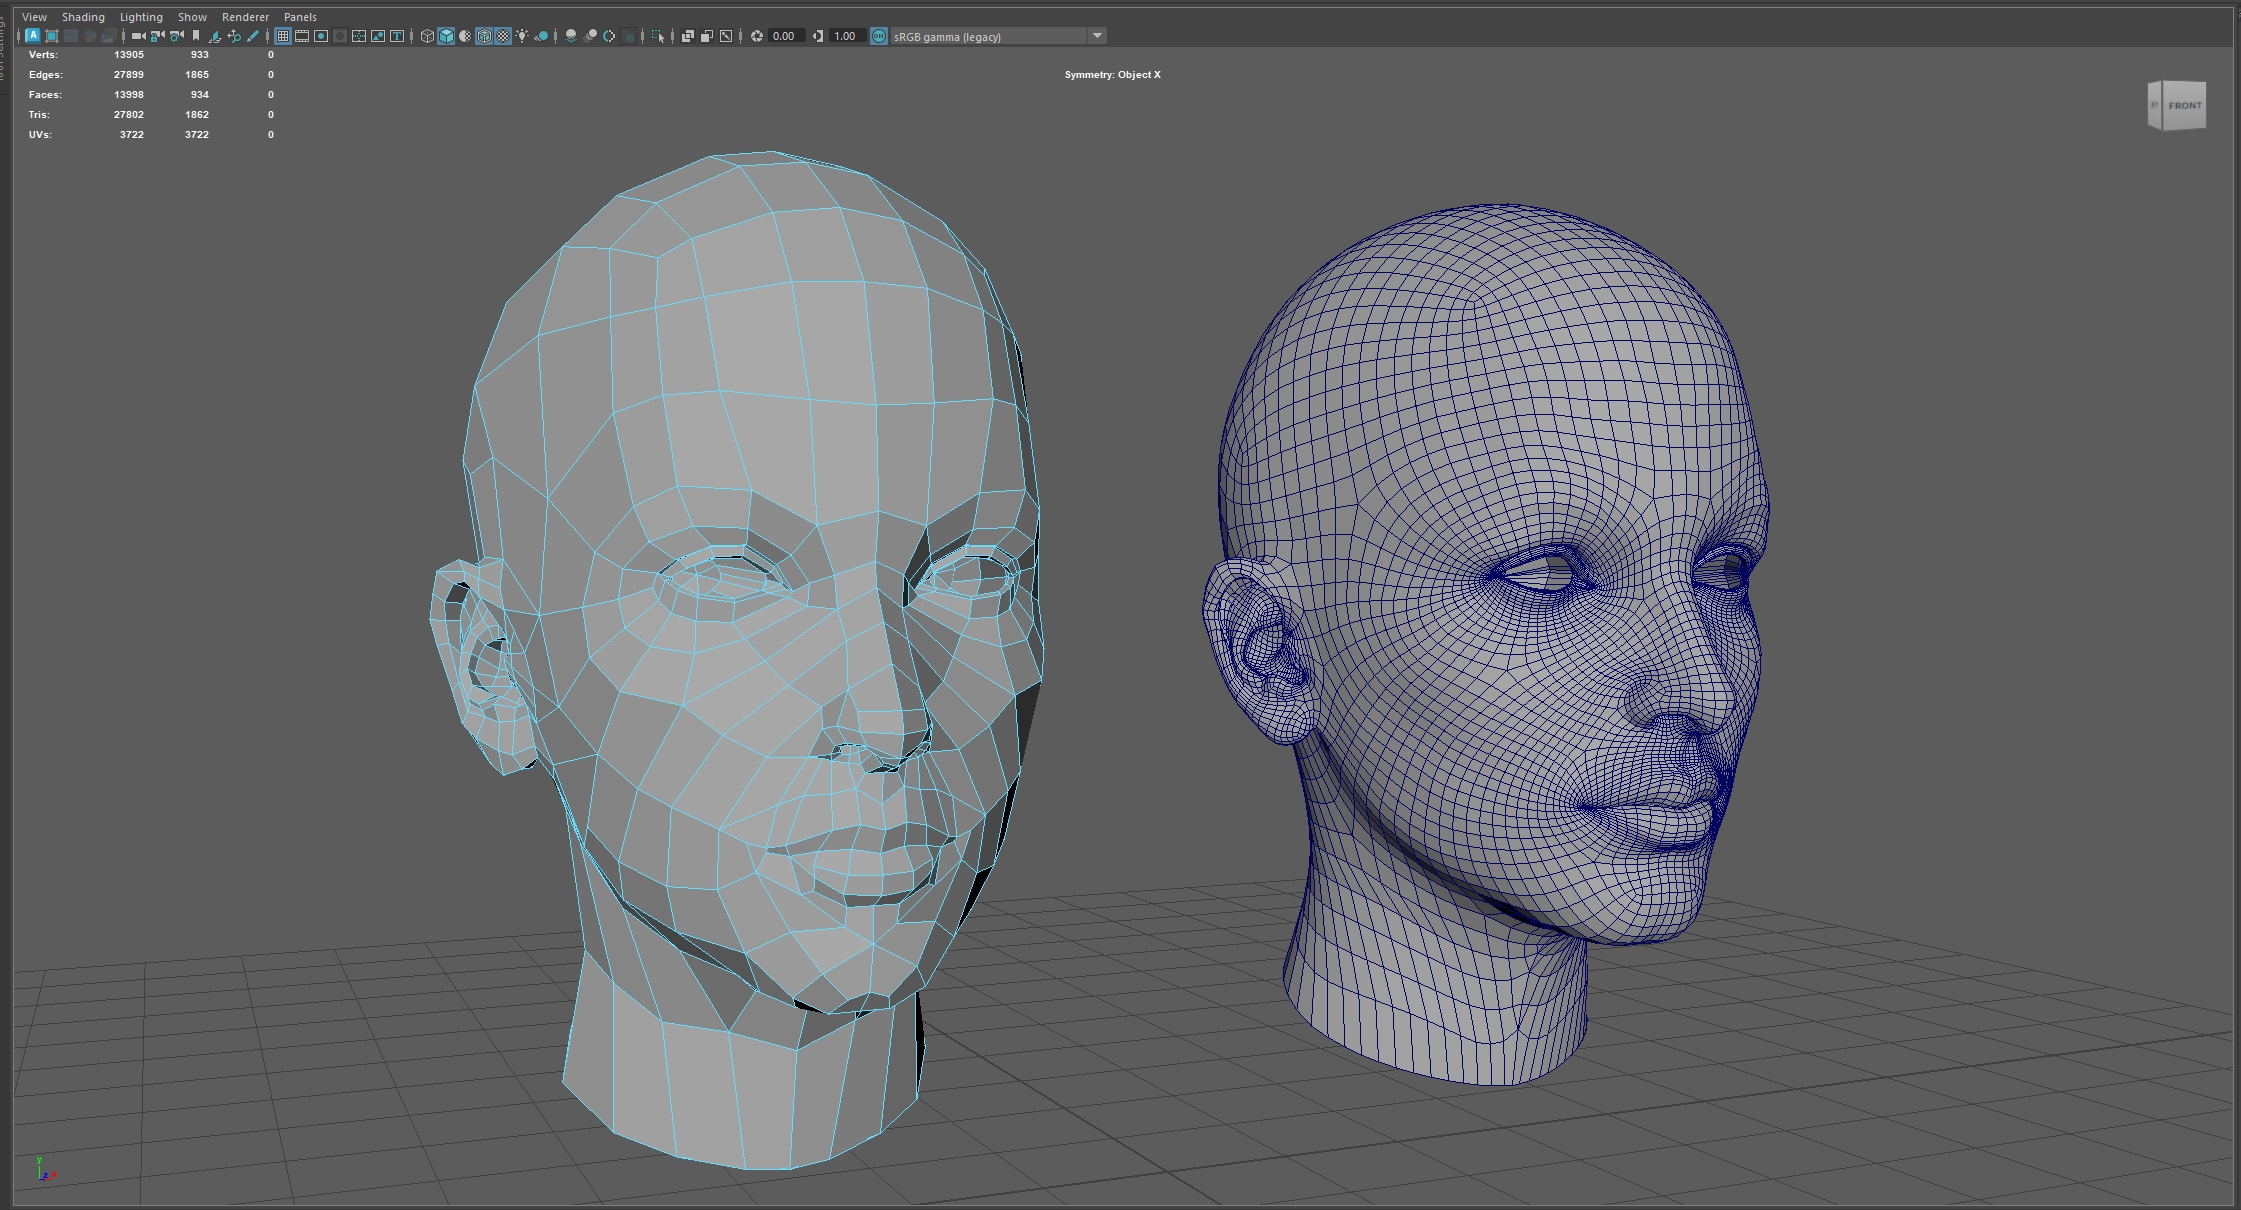 View Shading Lighting Show Renderer Panels
A T 0.00 1.00 ON sRGB gamma (legacy)
Verts: 13905 933 0
Edges: 27899 1865 0
Symmetry: Object X
Faces: 13998 934 0
FRONT
Tris: 27802 1862 0
UVs: 3722 3722 0
y
z x